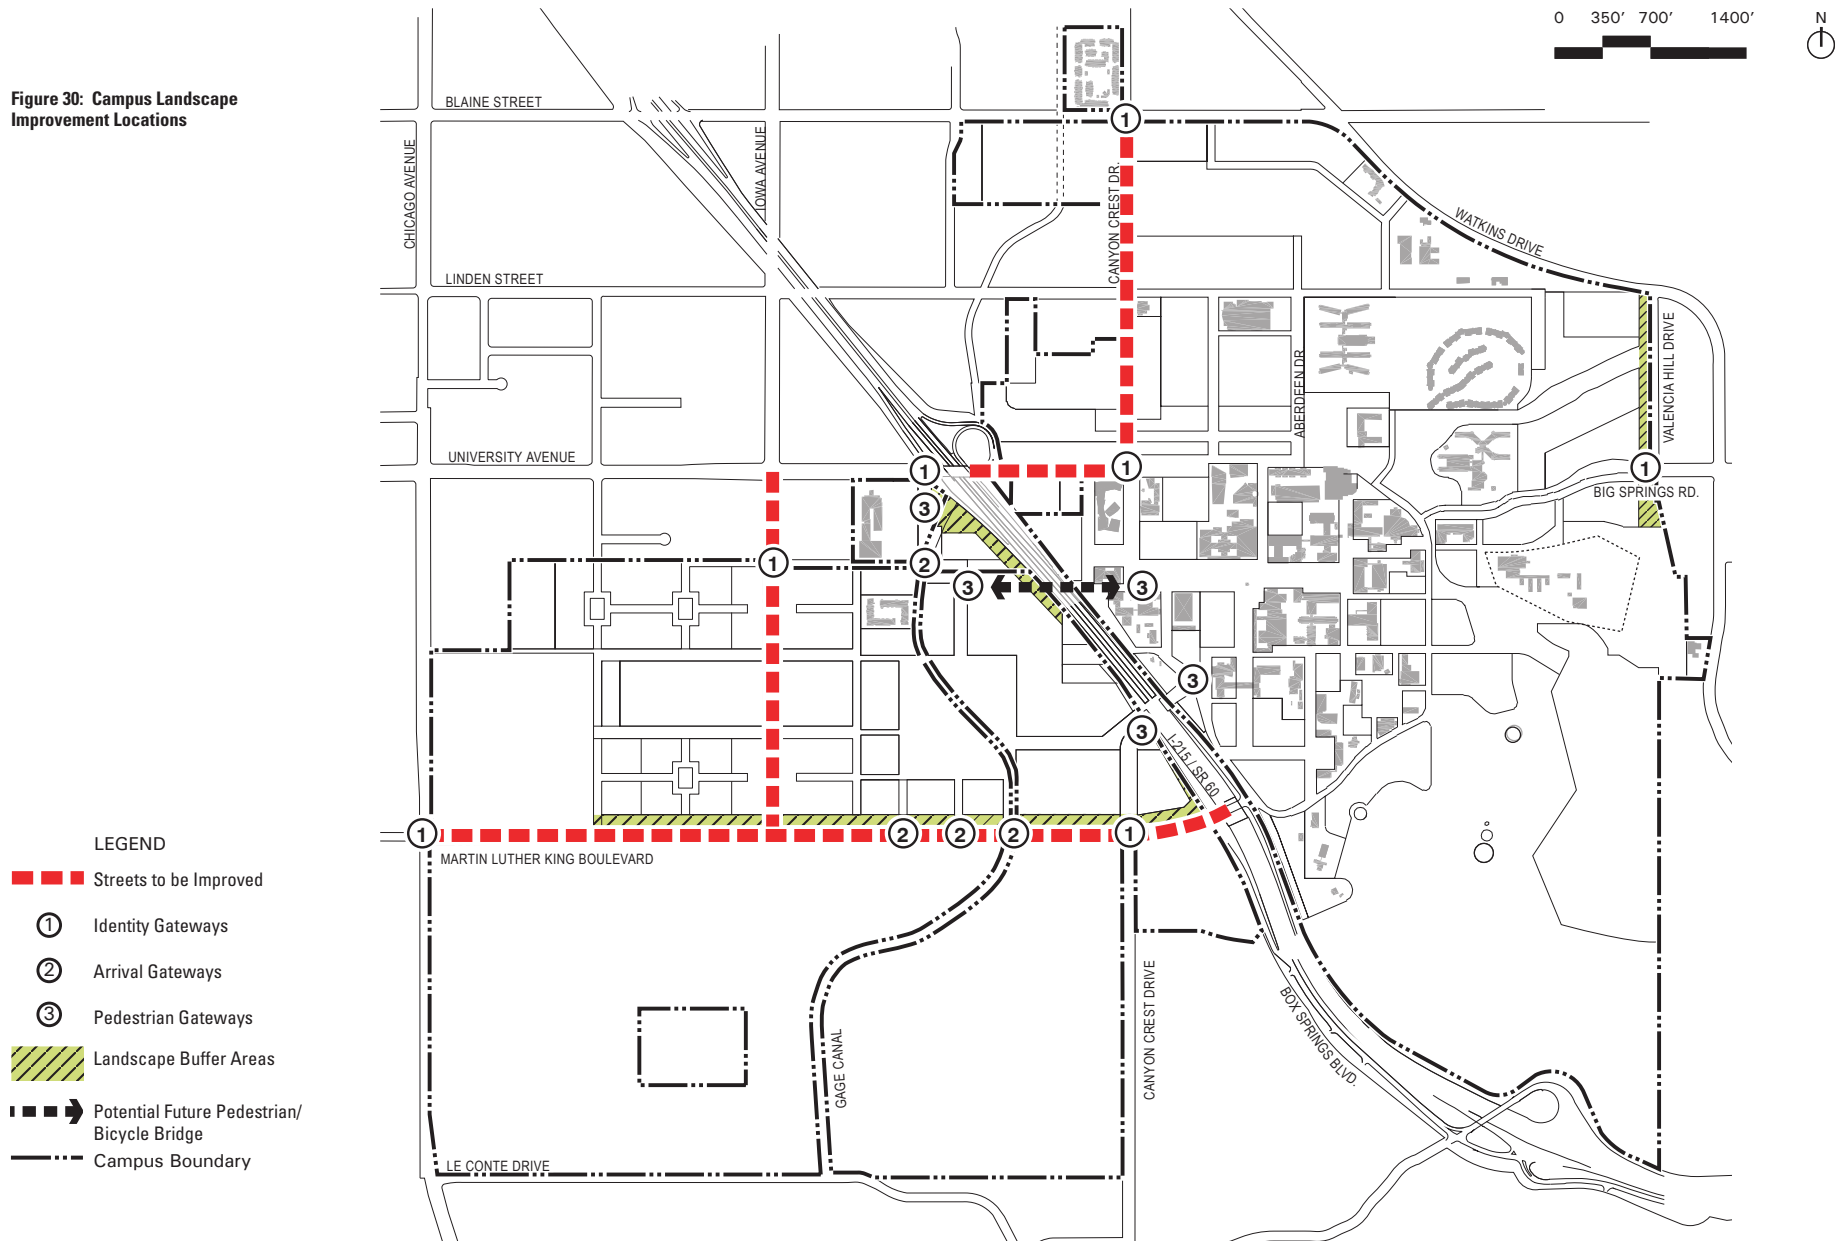 0 350' 700' 1400' N
Figure 30: Campus Landscape
Improvement Locations
BLAINE STREET
CHICAGO AVENUE
IOWA AVENUE
CANYON CREST DR.
WATKINS DRIVE
LINDEN STREET
VALENCIA HILL DRIVE
ABERDEEN DR
UNIVERSITY AVENUE
BIG SPRINGS RD.
1
1
1
1
3
1
2
3
3
3
3
I-215 / SR 60
1
2
2
2
1
MARTIN LUTHER KING BOULEVARD
GAGE CANAL
CANYON CREST DRIVE
BOX SPRINGS BLVD.
LE CONTE DRIVE
LEGEND
Streets to be Improved
1 Identity Gateways
2 Arrival Gateways
3 Pedestrian Gateways
Landscape Buffer Areas
Potential Future Pedestrian/
Bicycle Bridge
Campus Boundary